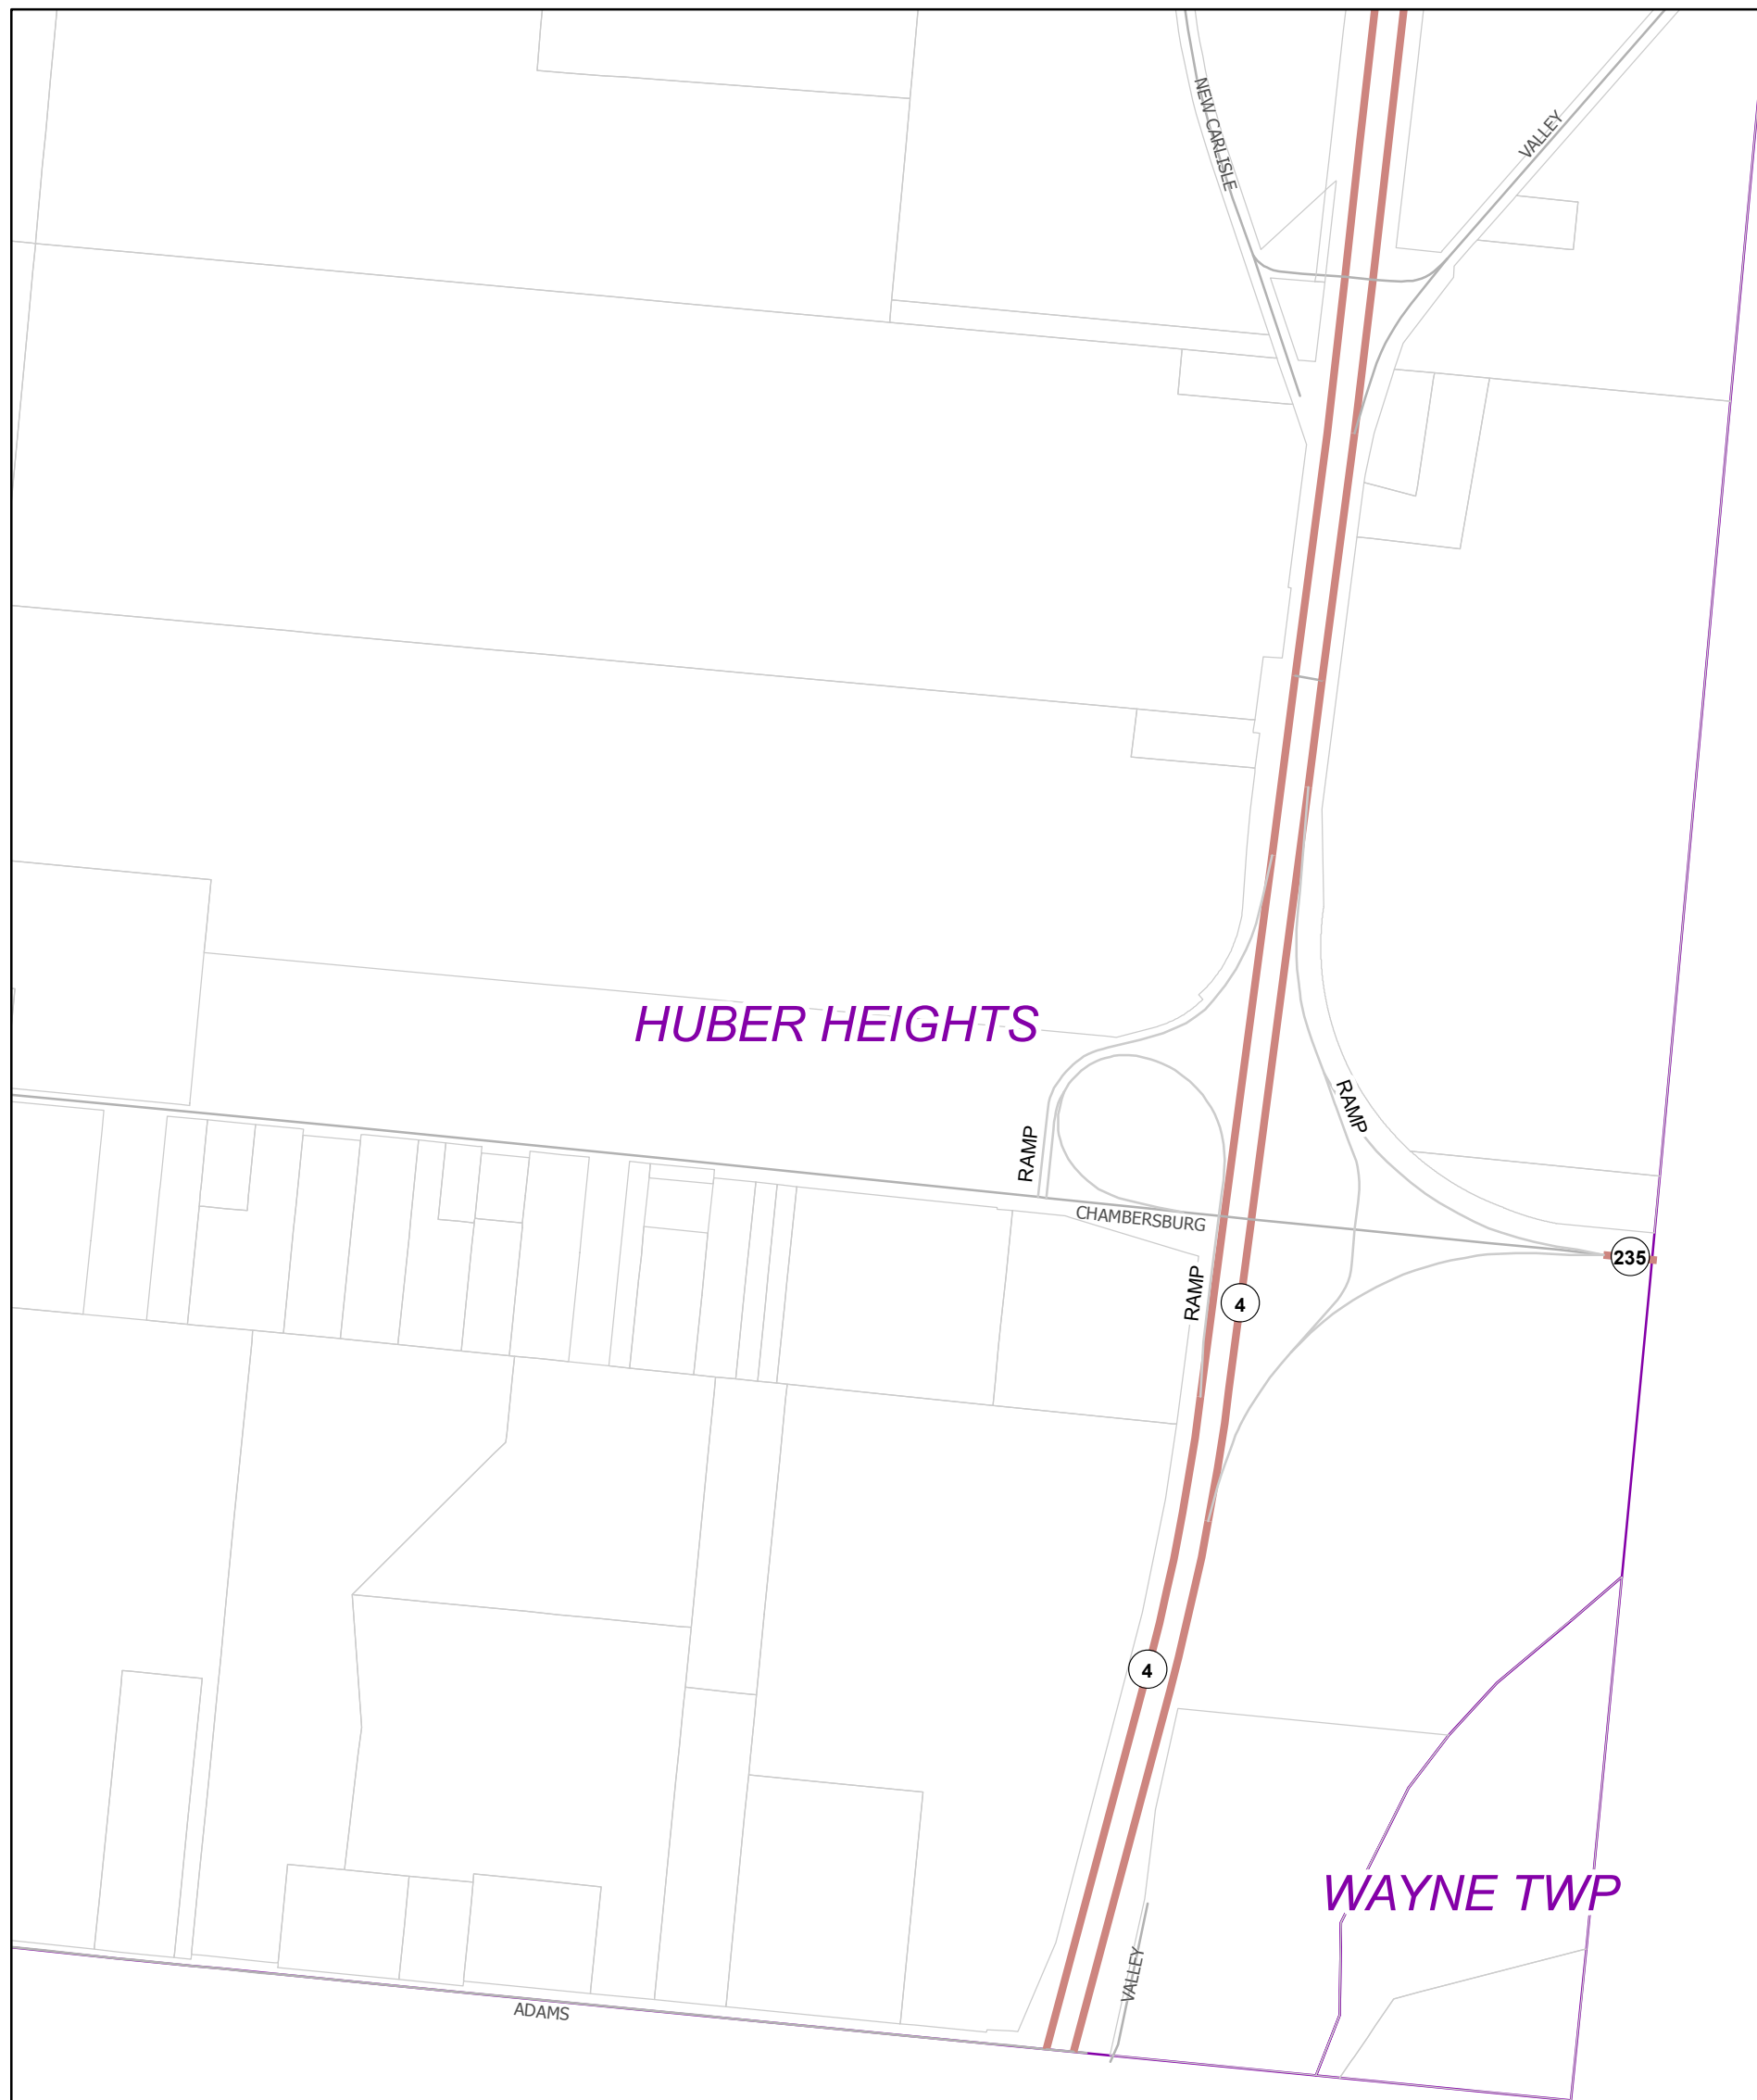 NEW CARLISLE
VALLEY
HUBER HEIGHTS
RAMP
RAMP
CHAMBERSBURG
235
RAMP
4
4
WAYNE TWP
VALLEY
ADAMS